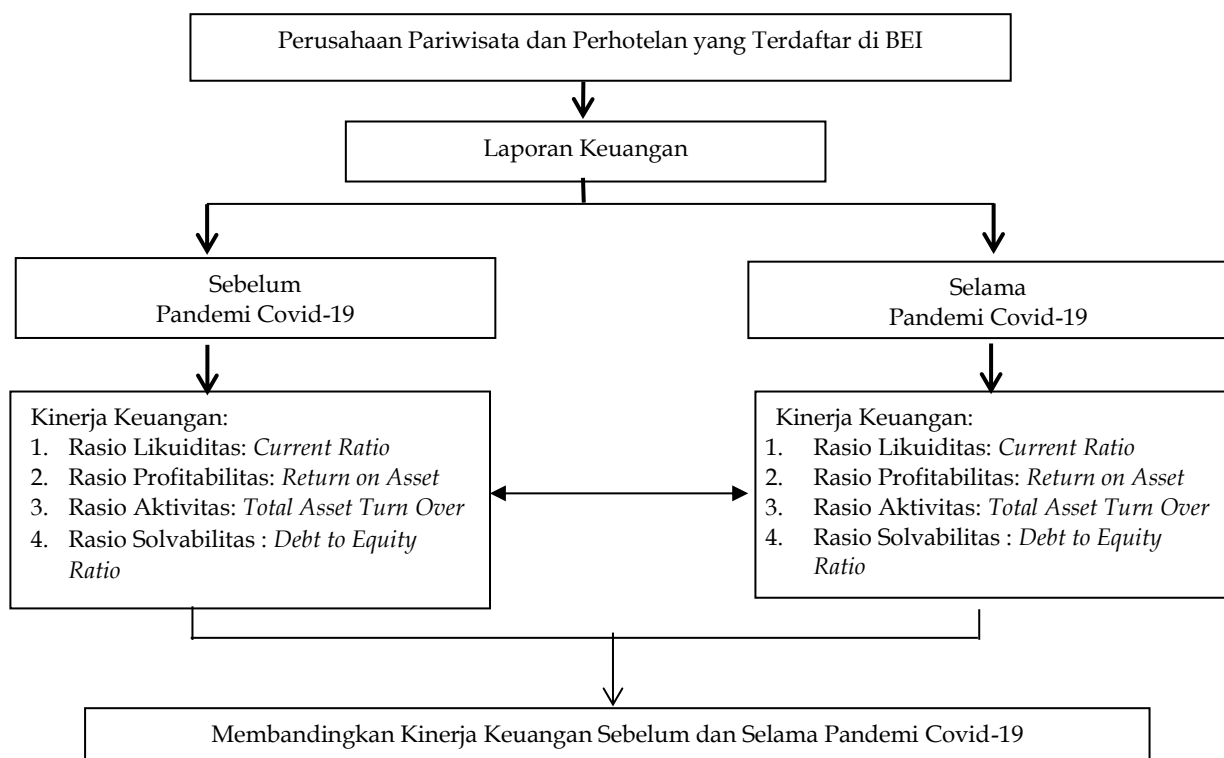 Perusahaan Pariwisata dan Perhotelan yang Terdaftar di BEI
Laporan Keuangan
Sebelum
Pandemi Covid-19
Selama
Pandemi Covid-19
Kinerja Keuangan:
1. Rasio Likuiditas: Current Ratio
2. Rasio Profitabilitas: Return on Asset
3. Rasio Aktivitas: Total Asset Turn Over
4. Rasio Solvabilitas : Debt to Equity
Ratio
Kinerja Keuangan:
1. Rasio Likuiditas: Current Ratio
2. Rasio Profitabilitas: Return on Asset
3. Rasio Aktivitas: Total Asset Turn Over
4. Rasio Solvabilitas : Debt to Equity
Ratio
Membandingkan Kinerja Keuangan Sebelum dan Selama Pandemi Covid-19